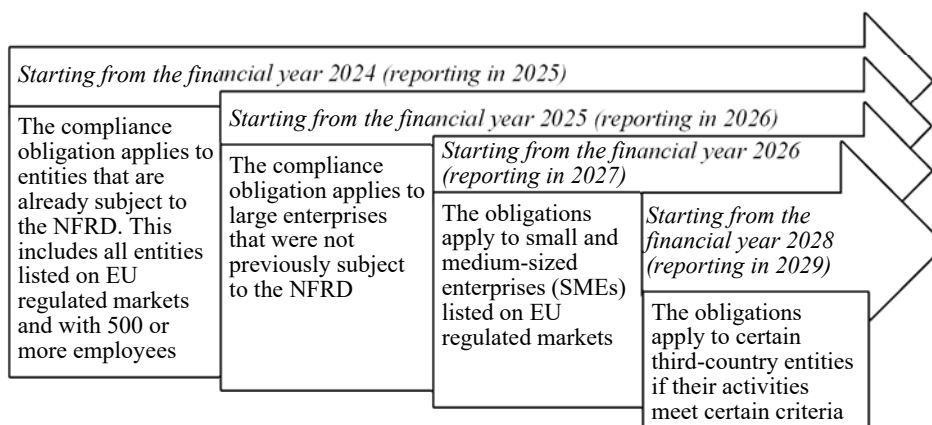 Starting from the financial year 2024 (reporting in 2025)
The compliance
obligation applies to
entities that are
already subject to
the NFRD. This
includes all entities
listed on EU
regulated markets
and with 500 or
more employees
Starting from the financial year 2025 (reporting in 2026)
The compliance
obligation applies to
large enterprises
that were not
previously subject
to the NFRD
Starting from the financial year 2026
(reporting in 2027)
The obligations
apply to small and
medium-sized
enterprises (SMEs)
listed on EU
regulated markets
Starting from the
financial year 2028
(reporting in 2029)
The obligations
apply to certain
third-country entities
if their activities
meet certain criteria